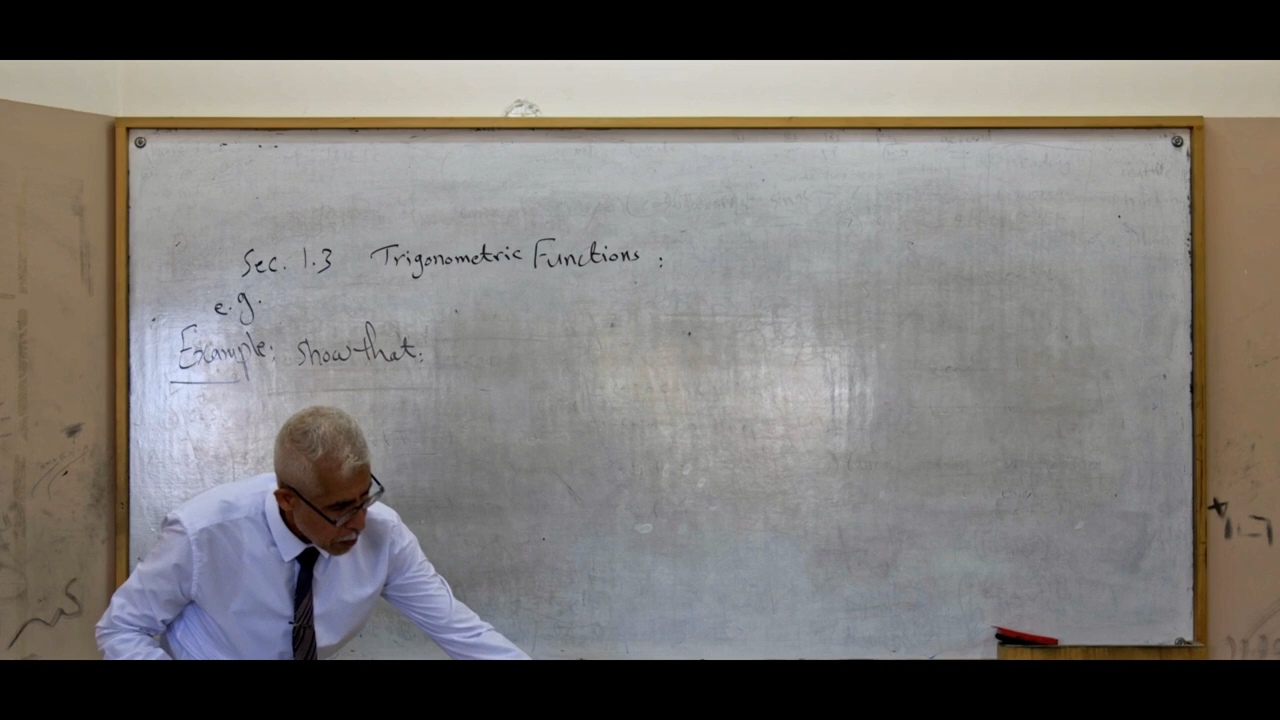 Sec. 1.3 Trigonometric Functions :
e.g.
Example: show that: